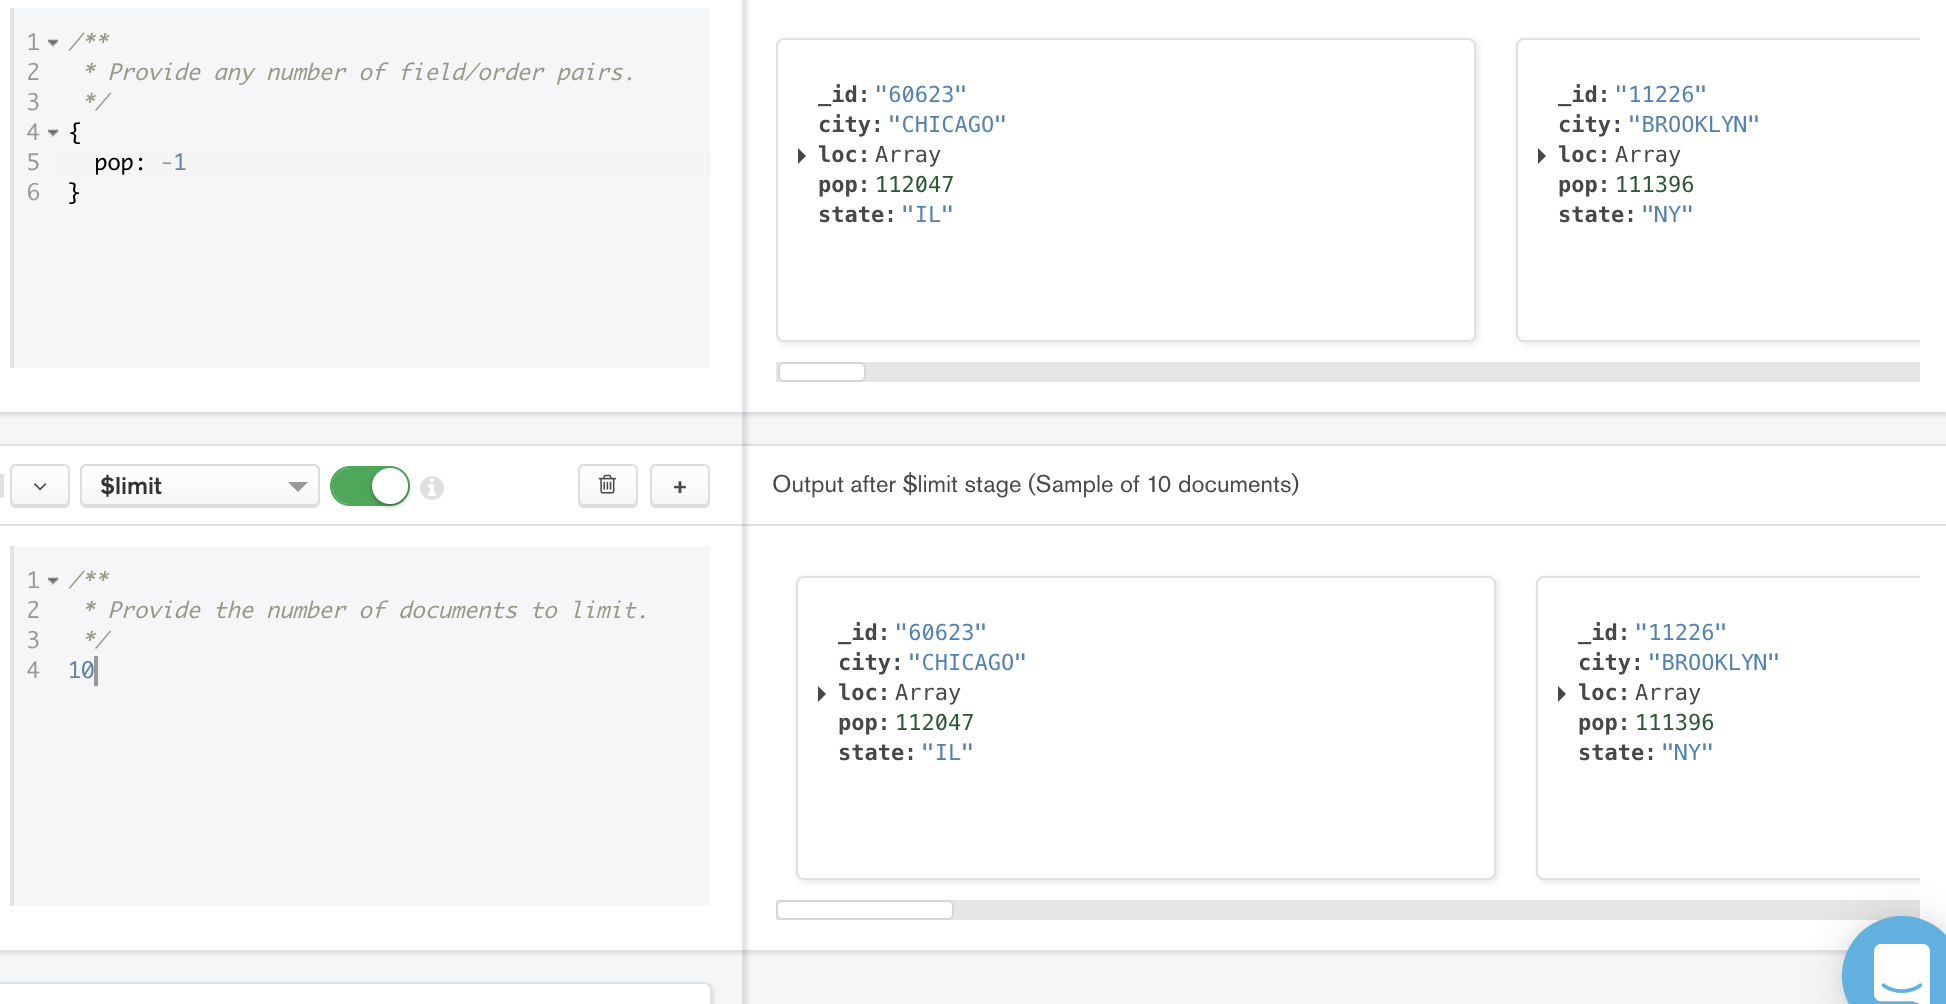 1 /**
2 * Provide any number of field/order pairs.
3 */
4 {
5 pop: -1
6 }
_id: "60623"
city: "CHICAGO"
loc: Array
pop: 112047
state: "IL"
_id: "11226"
city: "BROOKLYN"
loc: Array
pop: 111396
state: "NY"
$limit
+
Output after $limit stage (Sample of 10 documents)
1 /**
2 * Provide the number of documents to limit.
3 */
4 10
_id: "60623"
city: "CHICAGO"
loc: Array
pop: 112047
state: "IL"
_id: "11226"
city: "BROOKLYN"
loc: Array
pop: 111396
state: "NY"